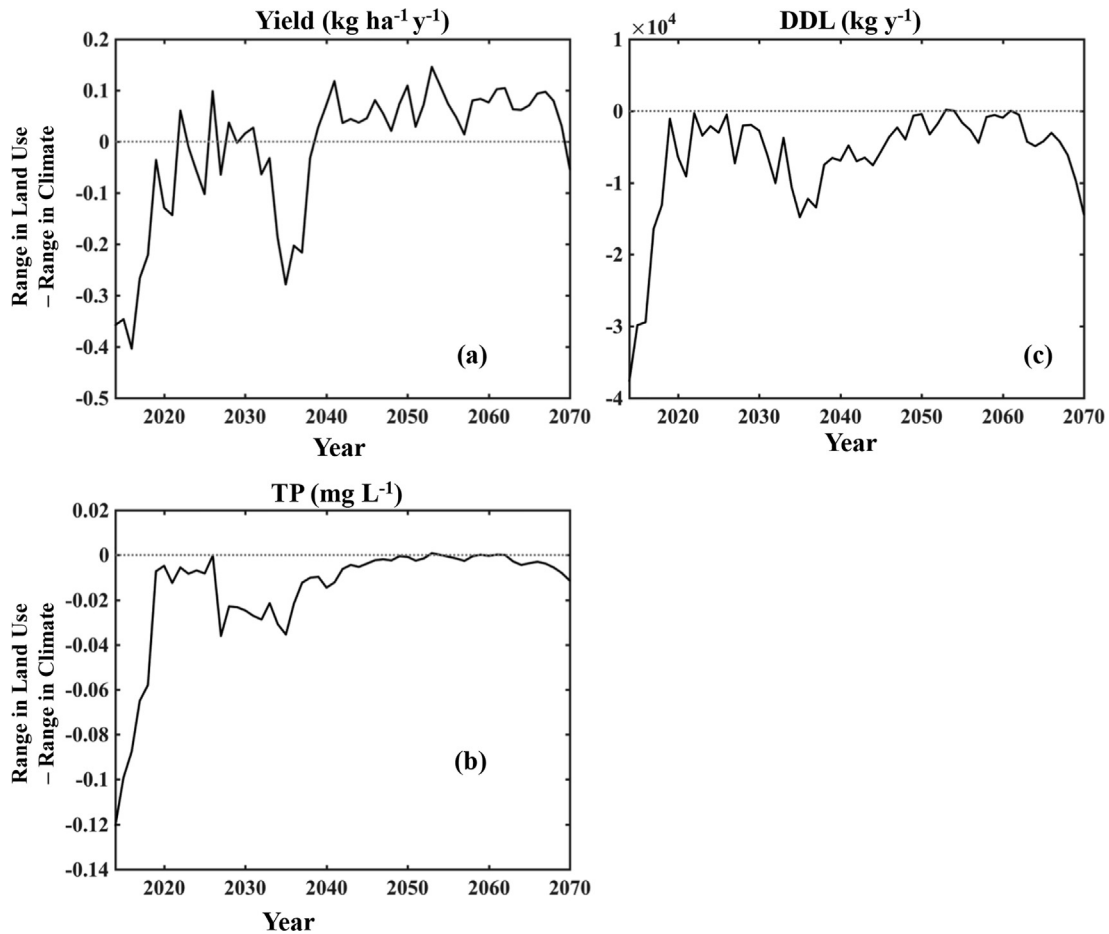 Yield (kg ha⁻¹ y⁻¹)
0.2
0.1
0
-0.1
-0.2
-0.3
-0.4
-0.5
Range in Land Use
– Range in Climate
(a)
2020 2030 2040 2050 2060 2070
Year
DDL (kg y⁻¹)
×10⁴
1
0
-1
-2
-3
-4
(c)
2020 2030 2040 2050 2060 2070
Year
TP (mg L⁻¹)
0.02
0
-0.02
-0.04
-0.06
-0.08
-0.1
-0.12
-0.14
Range in Land Use
– Range in Climate
(b)
2020 2030 2040 2050 2060 2070
Year